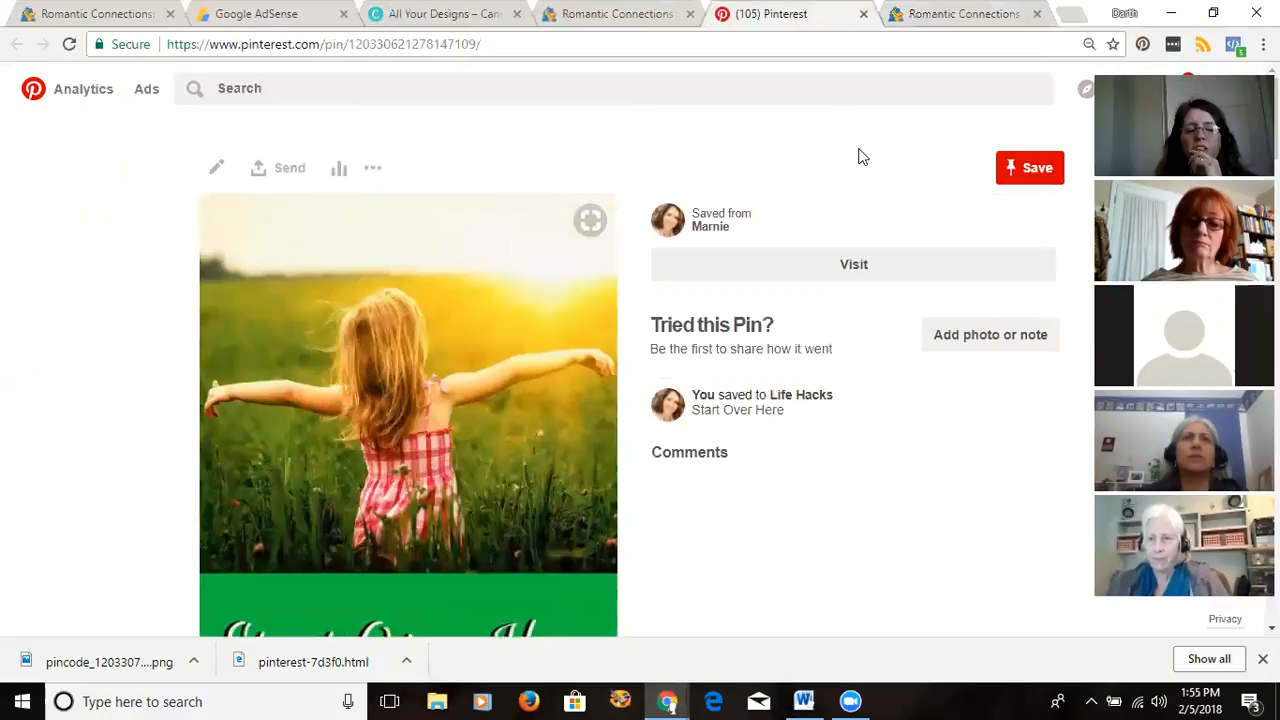 Romantic Connections:
Google AdSense
All Your Designs – Can
Romantic Connections
(105) Pinterest
Romantic Connections
Darth
Secure
https://www.pinterest.com/pin/120330621278147109/
5
Analytics
Ads
Search
Send
Save
Saved from
Marnie
Visit
Tried this Pin?
Be the first to share how it went
Add photo or note
You saved to Life Hacks
Start Over Here
Comments
Privacy
pincode_1203307....png
pinterest-7d3f0.html
Show all
Type here to search
1:55 PM
2/5/2018
3